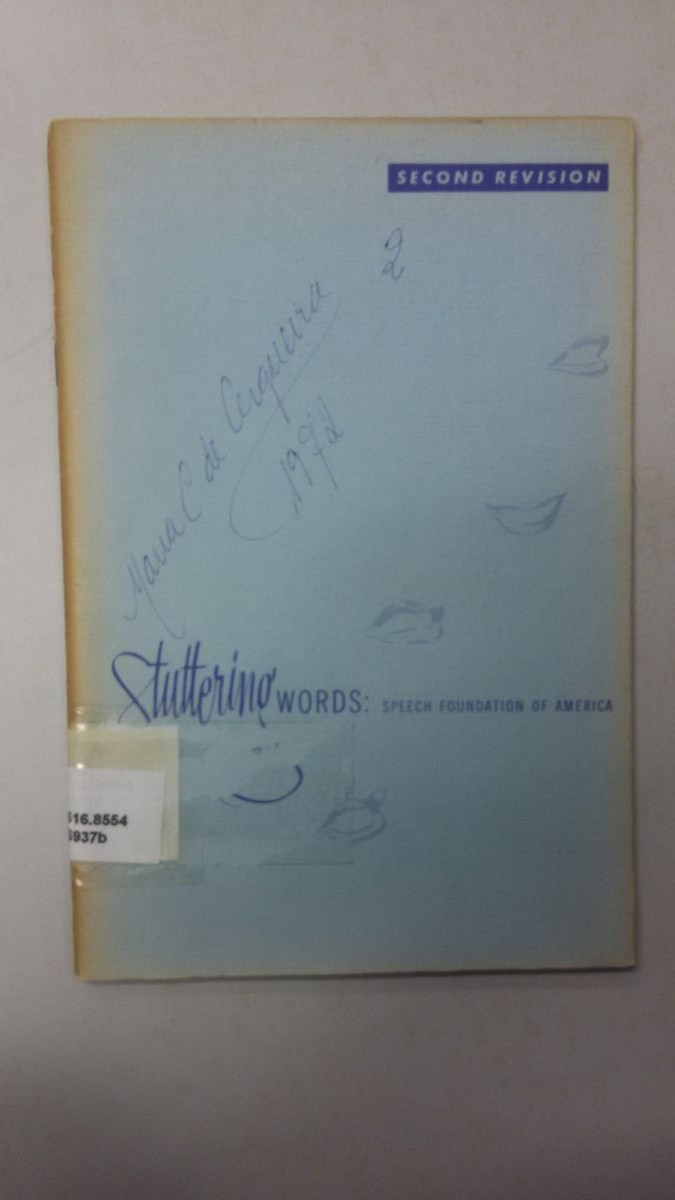 SECOND REVISION
2
Maria C de Cerqueira
1972
Stuttering WORDS: SPEECH FOUNDATION OF AMERICA
616.8554
S937b